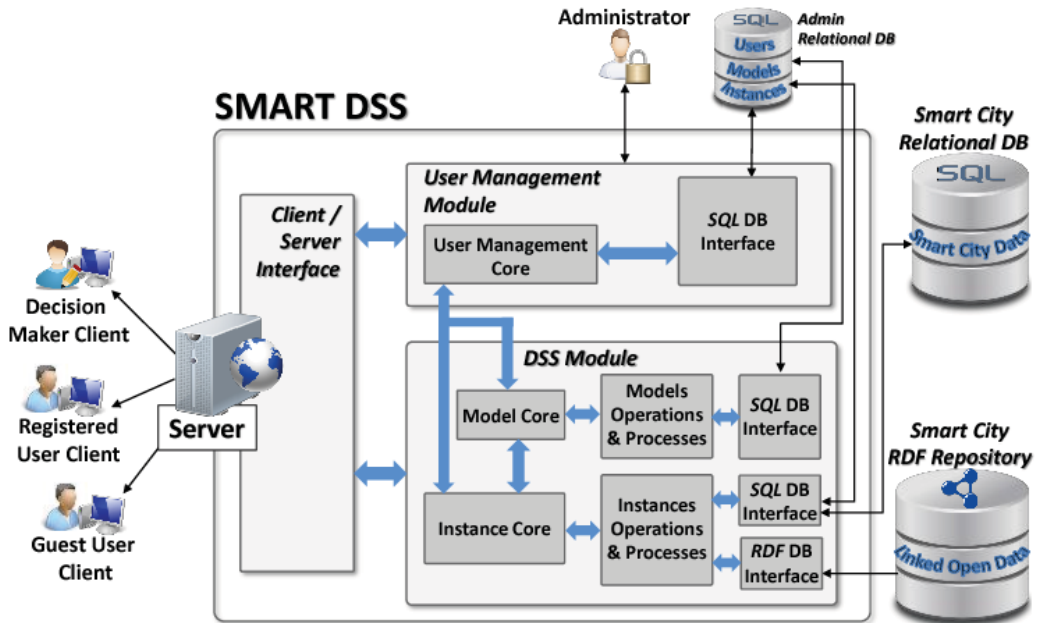 Administrator
SQL
Admin
Relational DB
Users
Models
Instances
SMART DSS
Smart City
Relational DB
SQL
Smart City Data
User Management
Module
SQL DB
Interface
User Management
Core
Client /
Server
Interface
Decision
Maker Client
Registered
User Client
Guest User
Client
Server
DSS Module
Model Core
Models
Operations
& Processes
SQL DB
Interface
Instance Core
Instances
Operations
& Processes
SQL DB
Interface
RDF DB
Interface
Smart City
RDF Repository
Linked Open Data